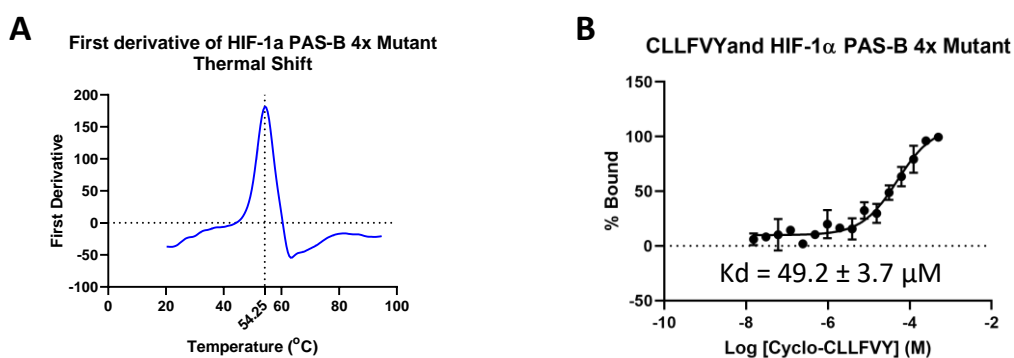 A
First derivative of HIF-1a PAS-B 4x Mutant
Thermal Shift
First Derivative
200
150
100
50
0
-50
-100
0
20
40
54.25
60
80
100
Temperature (°C)
B
CLLFVYand HIF-1α PAS-B 4x Mutant
% Bound
150
100
50
0
-50
Kd = 49.2 ± 3.7 µM
-10
-8
-6
-4
-2
Log [Cyclo-CLLFVY] (M)